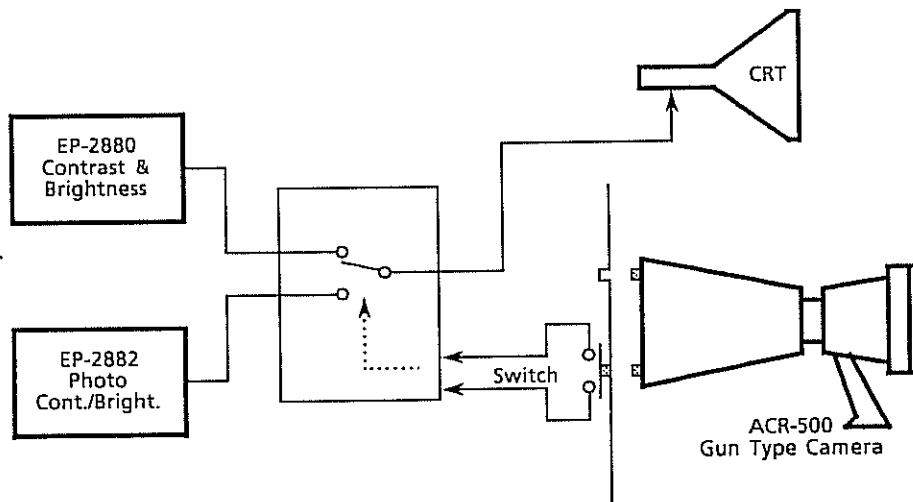 CRT
EP-2880
Contrast &
Brightness
EP-2882
Photo
Cont./Bright.
Switch
ACR-500
Gun Type Camera